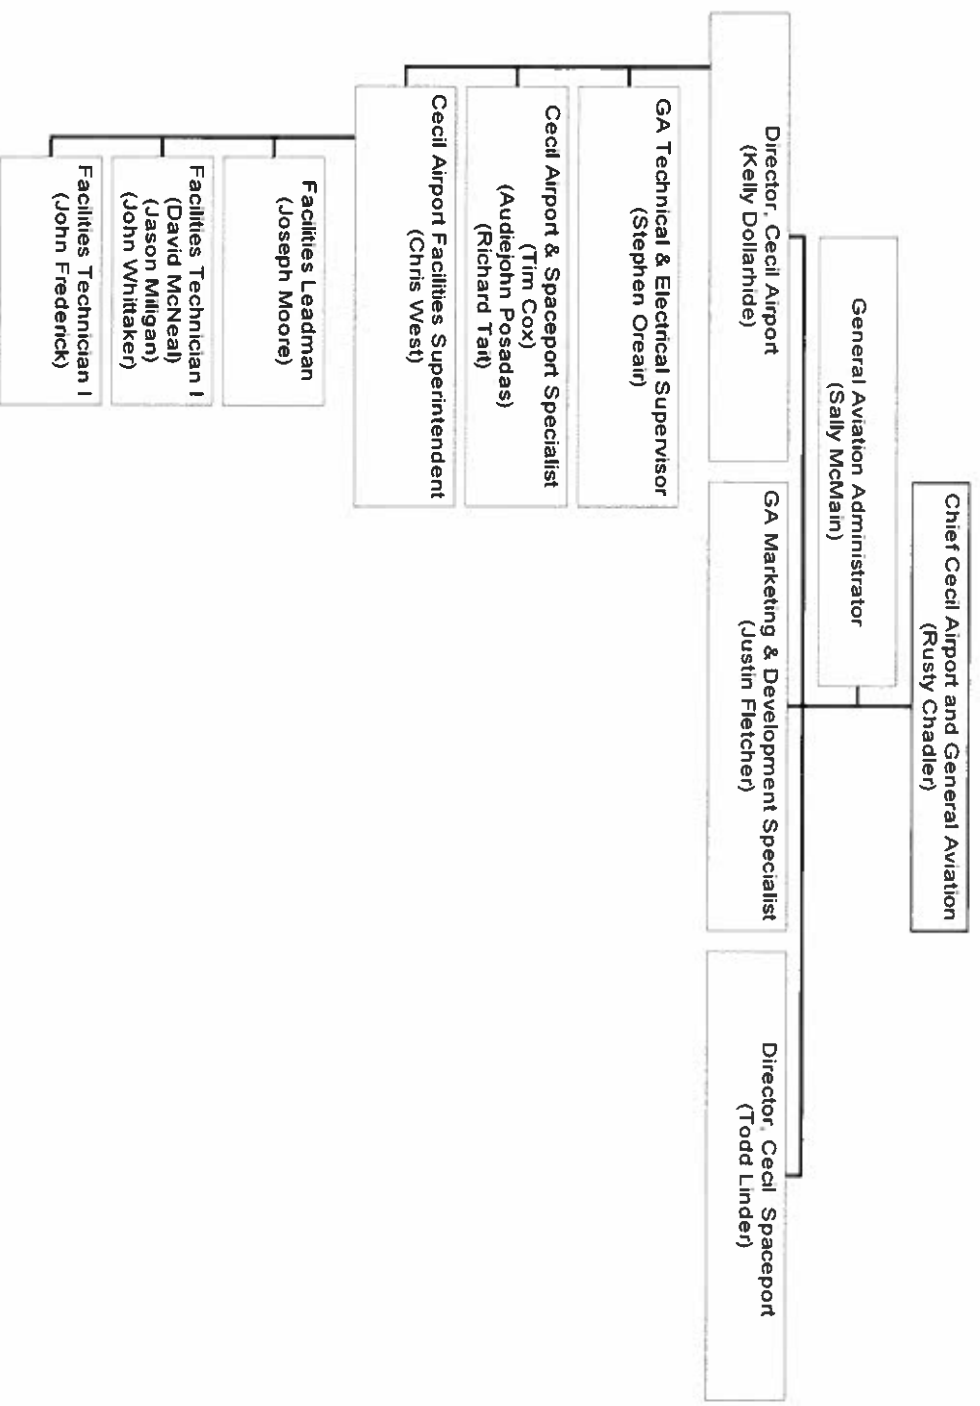 Chief Cecil Airport and General Aviation
(Rusty Chadler)
General Aviation Administrator
(Sally McMain)
Director, Cecil Airport
(Kelly Dollarhide)
GA Marketing & Development Specialist
(Justin Fletcher)
Director, Cecil Spaceport
(Todd Linder)
GA Technical & Electrical Supervisor
(Stephen Oreair)
Cecil Airport & Spaceport Specialist
(Tim Cox)
(Audiejohn Posadas)
(Richard Tait)
Cecil Airport Facilities Superintendent
(Chris West)
Facilities Leadman
(Joseph Moore)
Facilities Technician I
(David McNeal)
(Jason Miligan)
(John Whittaker)
Facilities Technician I
(John Frederick)